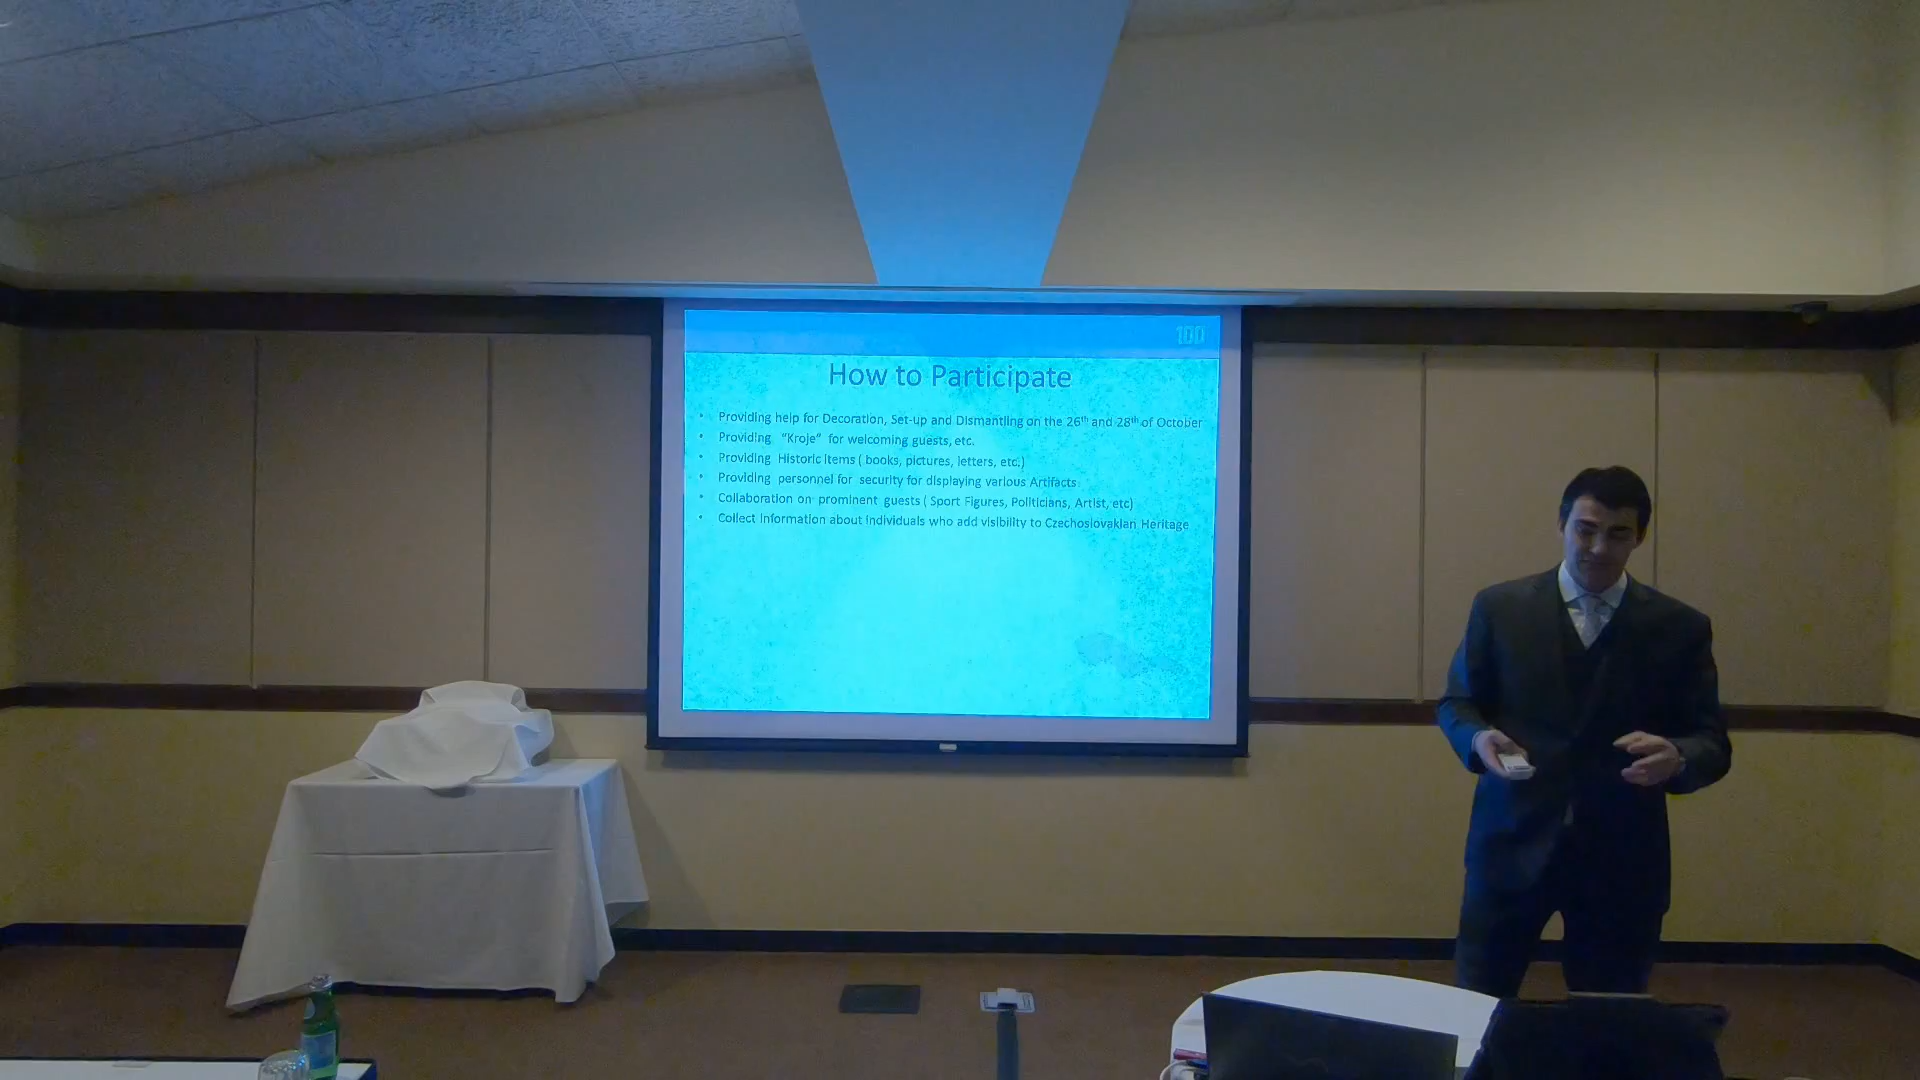 100
How to Participate
• Providing help for Decoration, Set-up and Dismantling on the 26th and 28th of October
• Providing "Kroje" for welcoming guests, etc.
• Providing Historic Items ( books, pictures, letters, etc.)
• Providing personnel for security for displaying various Artifacts
• Collaboration on prominent guests ( Sport Figures, Politicians, Artist, etc)
• Collect Information about Individuals who add visibility to Czechoslovakian Heritage